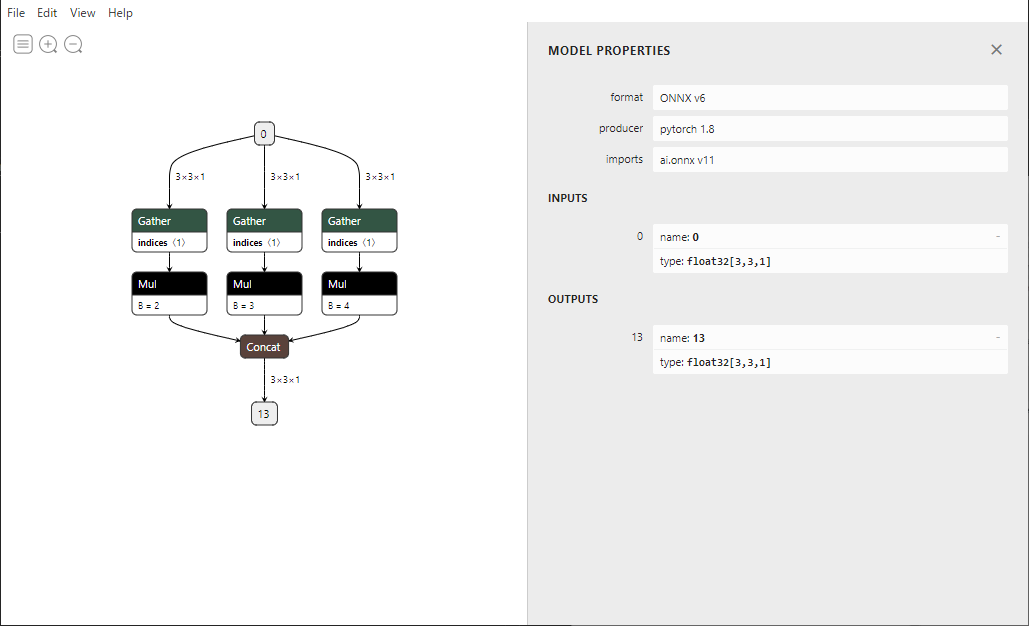 File Edit View Help
MODEL PROPERTIES
format ONNX v6
producer pytorch 1.8
imports ai.onnx v11
INPUTS
0 name: 0 -
type: float32[3,3,1]
OUTPUTS
13 name: 13 -
type: float32[3,3,1]
0
3×3×1 3×3×1 3×3×1
Gather Gather Gather
indices ⟨1⟩ indices ⟨1⟩ indices ⟨1⟩
Mul Mul Mul
B = 2 B = 3 B = 4
Concat
3×3×1
13